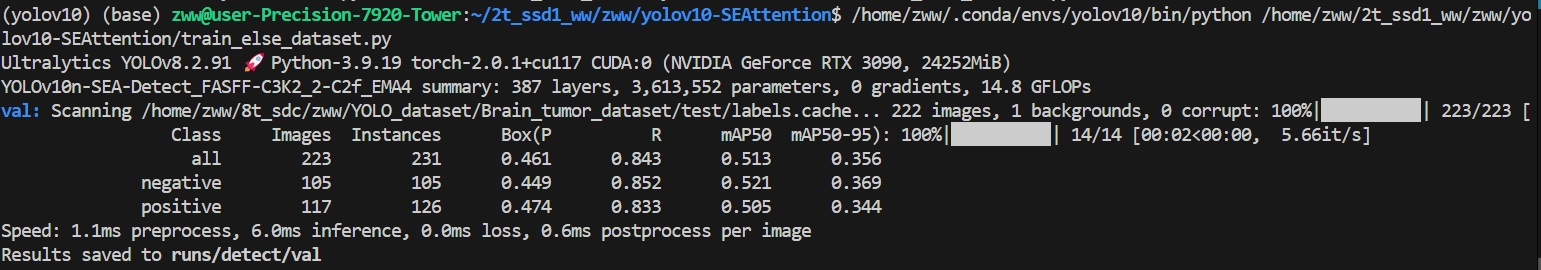 (yolov10) (base) zww@user-Precision-7920-Tower:~/2t_ssd1_ww/zww/yolov10-SEAttention$ /home/zww/.conda/envs/yolov10/bin/python /home/zww/2t_ssd1_ww/zww/yo
lov10-SEAttention/train_else_dataset.py
Ultralytics YOLOv8.2.91 🚀 Python-3.9.19 torch-2.0.1+cu117 CUDA:0 (NVIDIA GeForce RTX 3090, 24252MiB)
YOLOv10n-SEA-Detect_FASFF-C3K2_2-C2f_EMA4 summary: 387 layers, 3,613,552 parameters, 0 gradients, 14.8 GFLOPs
val: Scanning /home/zww/8t_sdc/zww/YOLO_dataset/Brain_tumor_dataset/test/labels.cache... 222 images, 1 backgrounds, 0 corrupt: 100%|██████████| 223/223 [
Class Images Instances Box(P R mAP50 mAP50-95): 100%|██████████| 14/14 [00:02<00:00, 5.66it/s]
all 223 231 0.461 0.843 0.513 0.356
negative 105 105 0.449 0.852 0.521 0.369
positive 117 126 0.474 0.833 0.505 0.344
Speed: 1.1ms preprocess, 6.0ms inference, 0.0ms loss, 0.6ms postprocess per image
Results saved to runs/detect/val